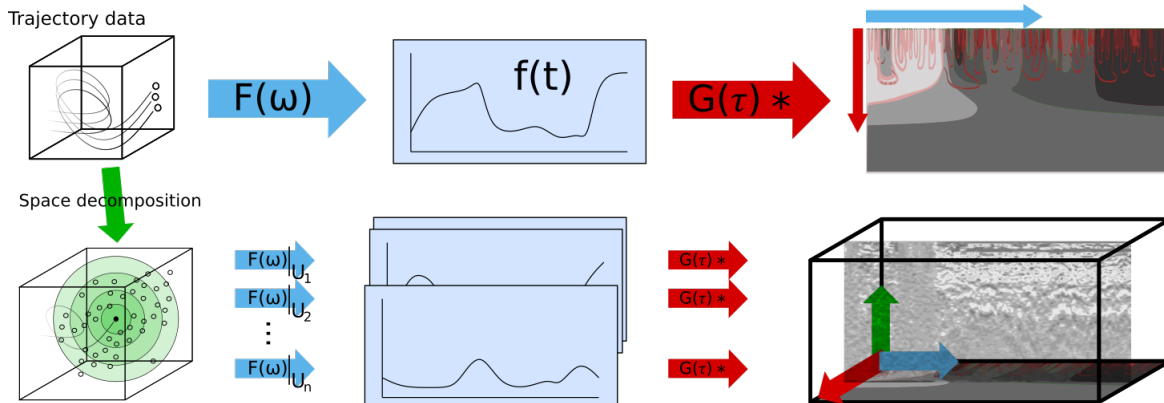 Trajectory data
F(ω)
f(t)
G(τ) *
Space decomposition
F(ω)|U1
G(τ) *
F(ω)|U2
G(τ) *
⋮
F(ω)|Un
G(τ) *